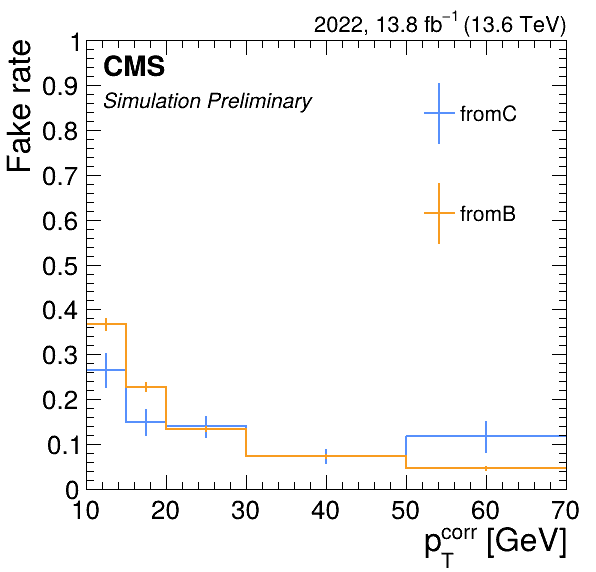 2022, 13.8 fb⁻¹ (13.6 TeV)
CMS
Simulation Preliminary
Fake rate
1
0.9
0.8
0.7
0.6
0.5
0.4
0.3
0.2
0.1
0
fromC
fromB
10 20 30 40 50 60 70
p_T^corr [GeV]